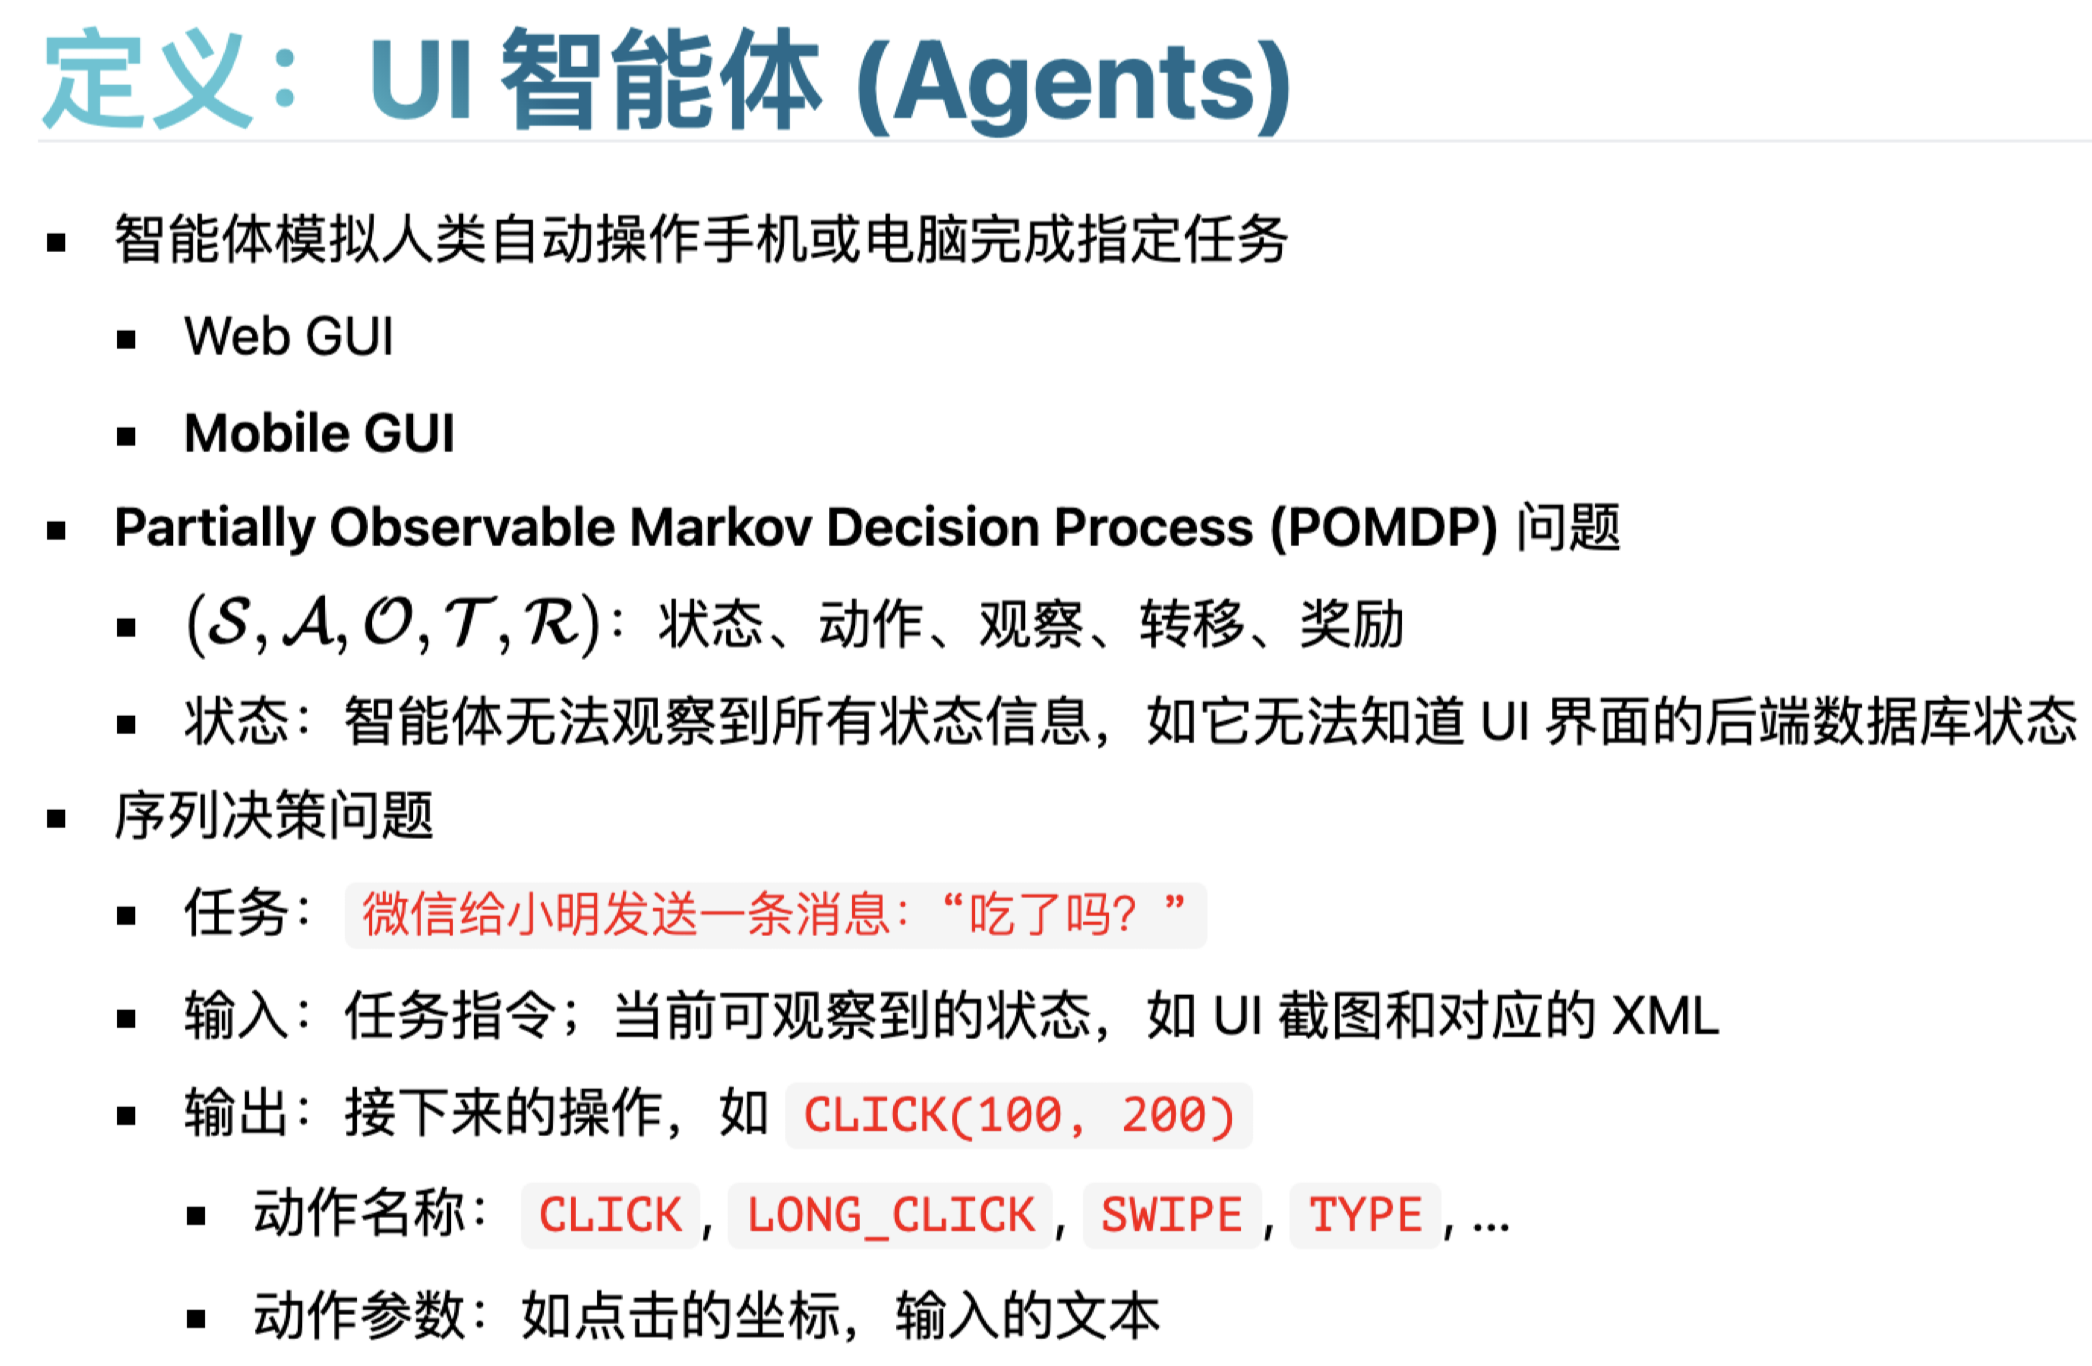 定义：UI 智能体 (Agents)
▪ 智能体模拟人类自动操作手机或电脑完成指定任务
▪ Web GUI
▪ Mobile GUI
▪ Partially Observable Markov Decision Process (POMDP) 问题
▪ (𝒮, 𝒜, 𝒪, 𝒯, ℛ)：状态、动作、观察、转移、奖励
▪ 状态：智能体无法观察到所有状态信息，如它无法知道 UI 界面的后端数据库状态
▪ 序列决策问题
▪ 任务：微信给小明发送一条消息：“吃了吗？”
▪ 输入：任务指令；当前可观察到的状态，如 UI 截图和对应的 XML
▪ 输出：接下来的操作，如 CLICK(100, 200)
▪ 动作名称：CLICK, LONG_CLICK, SWIPE, TYPE, ...
▪ 动作参数：如点击的坐标，输入的文本